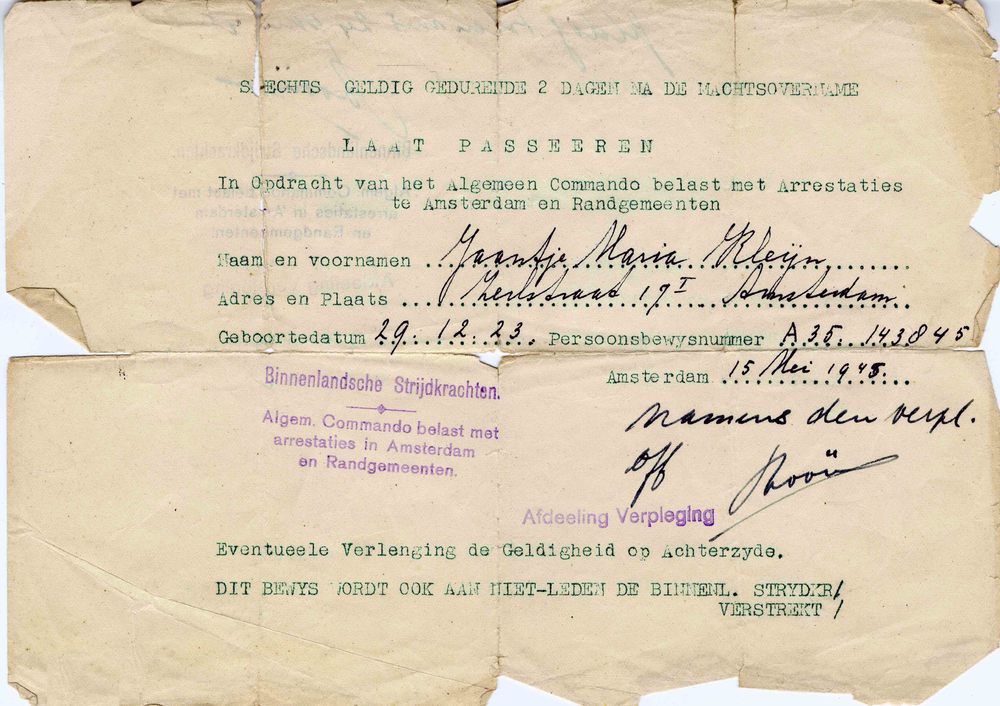 SLECHTS GELDIG GEDURENDE 2 DAGEN NA DE MACHTSOVERNAME
LAAT PASSEEREN
In Opdracht van het Algemeen Commando belast met Arrestaties
te Amsterdam en Randgemeenten
Naam en voornamen Jaantje Maria Kleijn
Adres en Plaats 17 I Amsterdam
Geboortedatum 29.12.23. Persoonsbewysnummer A 35. 143845
Amsterdam 15 Mei 1945.
Binnenlandsche Strijdkrachten.
Algem. Commando belast met
arrestaties in Amsterdam
en Randgemeenten.
namens den verpl.
off
Afdeeling Verpleging
Eventueele Verlenging de Geldigheid op Achterzyde.
DIT BEWYS WORDT OOK AAN NIET-LEDEN DE BINNENL. STRYDKR/
VERSTREKT /